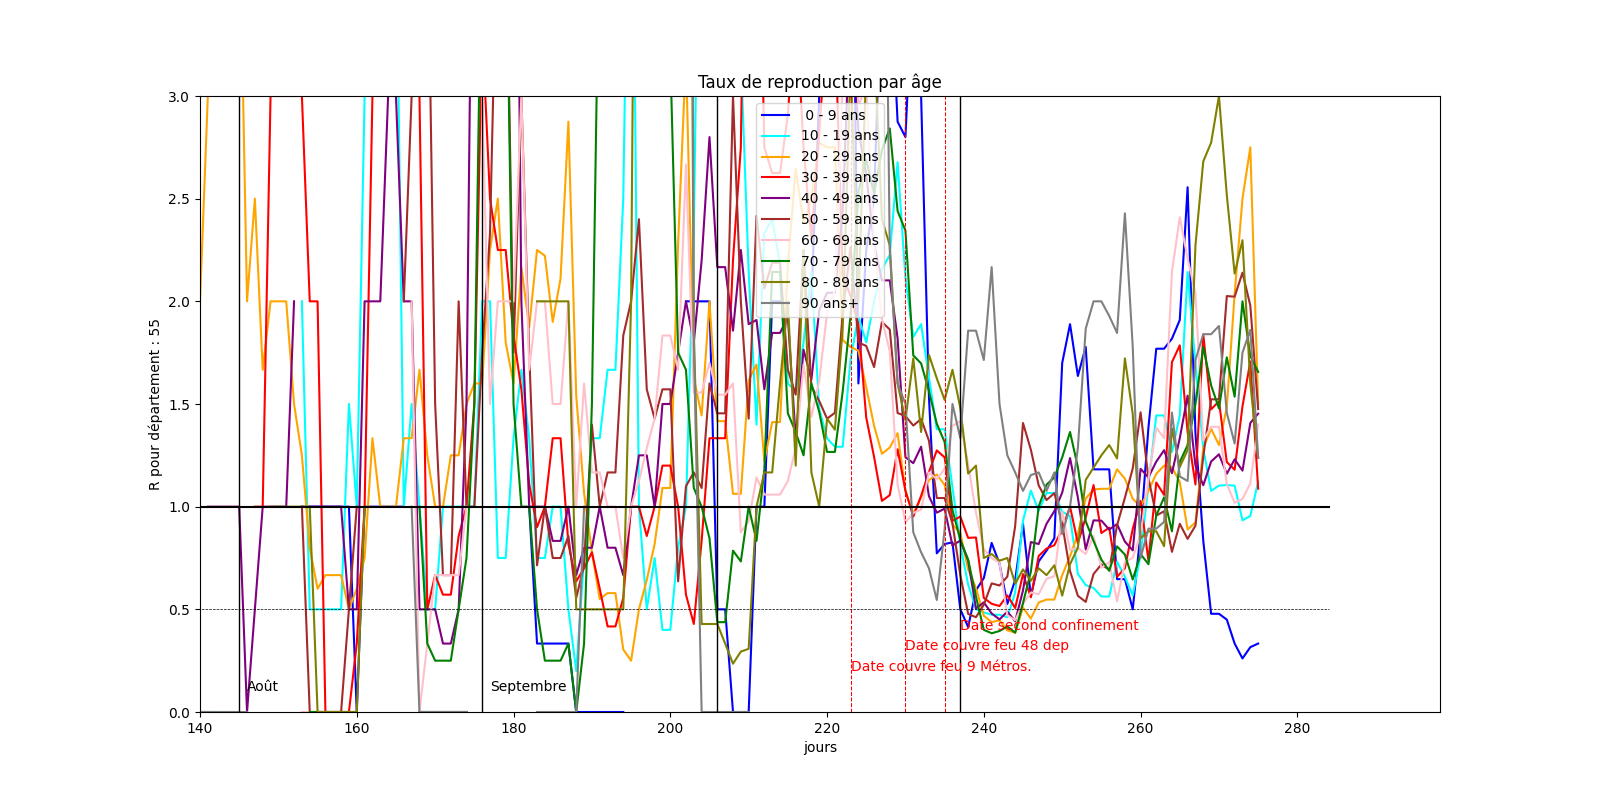 Taux de reproduction par âge
3.0
2.5
2.0
1.5
1.0
0.5
0.0
R pour département : 55
0 - 9 ans
10 - 19 ans
20 - 29 ans
30 - 39 ans
40 - 49 ans
50 - 59 ans
60 - 69 ans
70 - 79 ans
80 - 89 ans
90 ans+
Date second confinement
Date couvre feu 48 dep
Date couvre feu 9 Métros.
Août
Septembre
140
160
180
200
220
240
260
280
jours